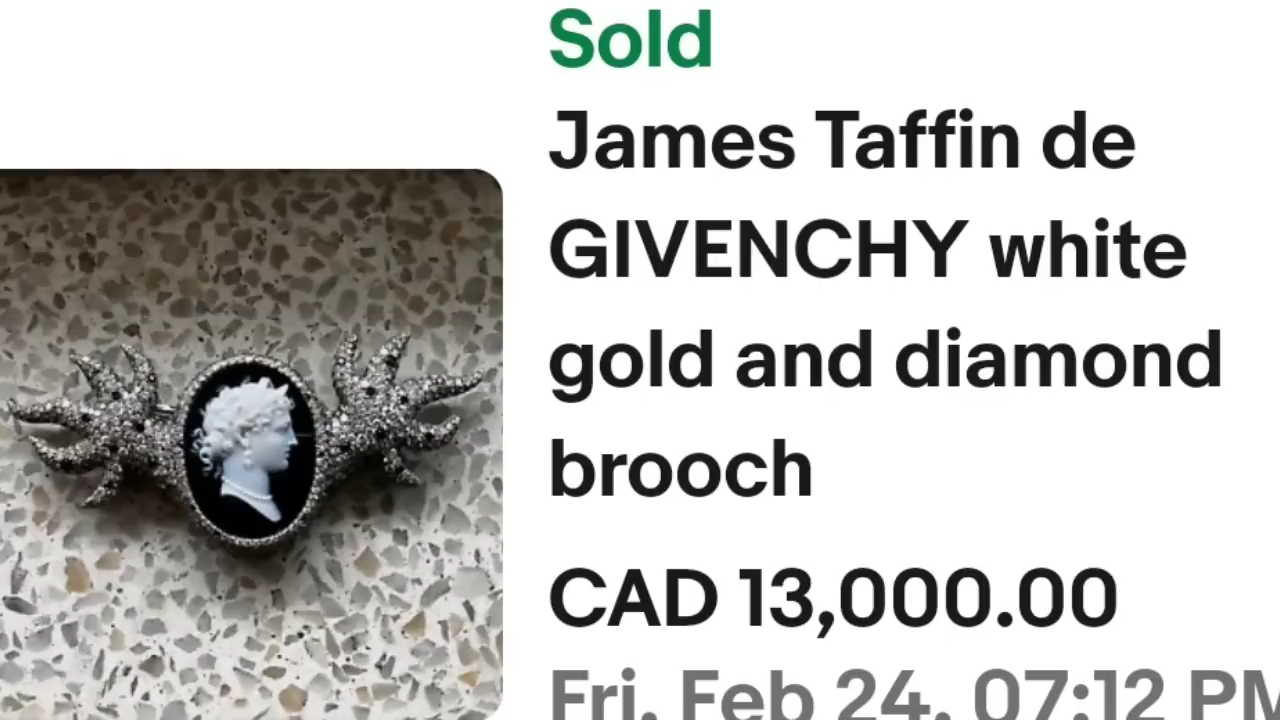 Sold
James Taffin de
GIVENCHY white
gold and diamond
brooch
CAD 13,000.00
Fri, Feb 24, 07:12 PM